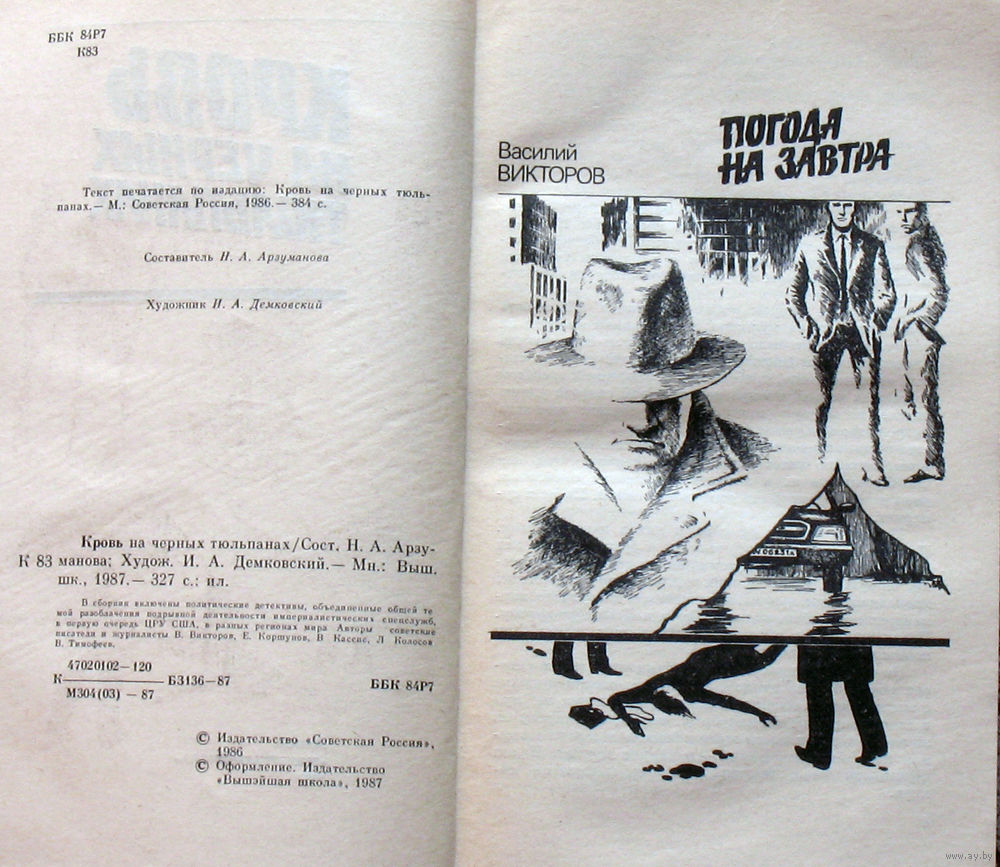 ББК 84Р7
К83
Текст печатается по изданию: Кровь на черных тюль-
панах.— М.: Советская Россия, 1986.— 384 с.
Составитель Н. А. Арзуманова
Художник И. А. Демковский
Кровь на черных тюльпанах/Сост. Н. А. Арзу-
К 83 манова; Худож. И. А. Демковский.— Мн.: Выш.
шк., 1987.— 327 с.: ил.
В сборник включены политические детективы, объединенные общей те
мой разоблачения подрывной деятельности империалистических спецслужб,
в первую очередь ЦРУ США, в разных регионах мира Авторы советские
писатели и журналисты В. Викторов, Е. Коршунов, В Кассис, Л Колосов
В. Тимофеев.
47020102—120
К————————БЗ136—87
М304(03) — 87
ББК 84Р7
© Издательство «Советская Россия»,
1986
© Оформление. Издательство
«Вышэйшая школа», 1987
Василий
ВИКТОРОВ
ПОГОДА
НА ЗАВТРА
www.ay.by